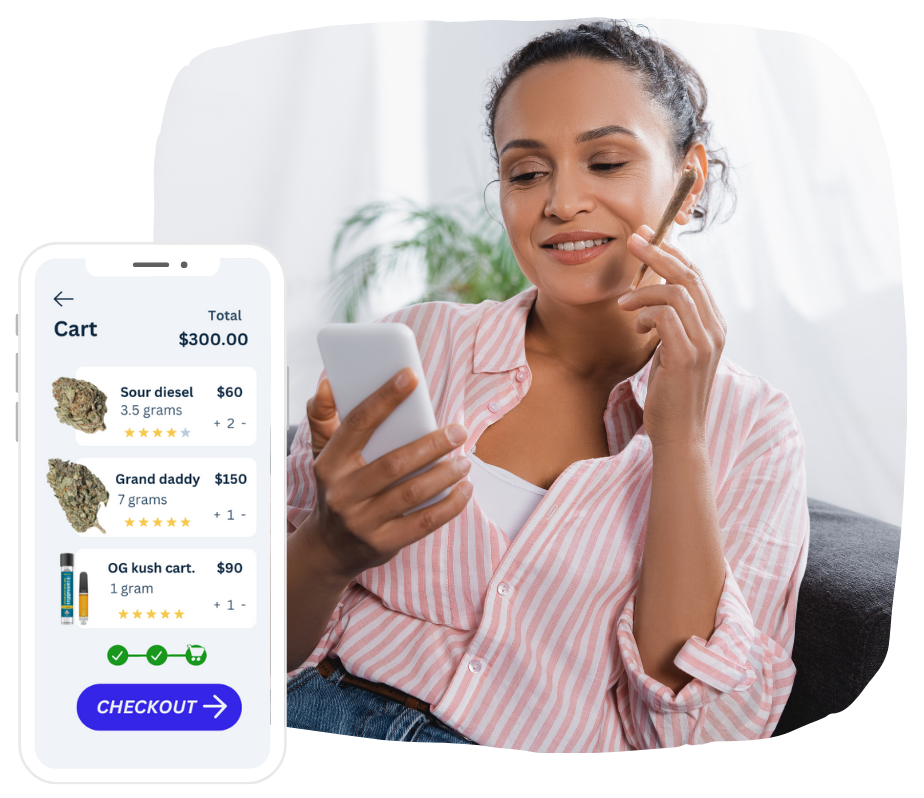 Cart
Total
$300.00
Sour diesel $60
3.5 grams
+ 2 -
Grand daddy $150
7 grams
+ 1 -
OG kush cart. $90
1 gram
+ 1 -
CHECKOUT